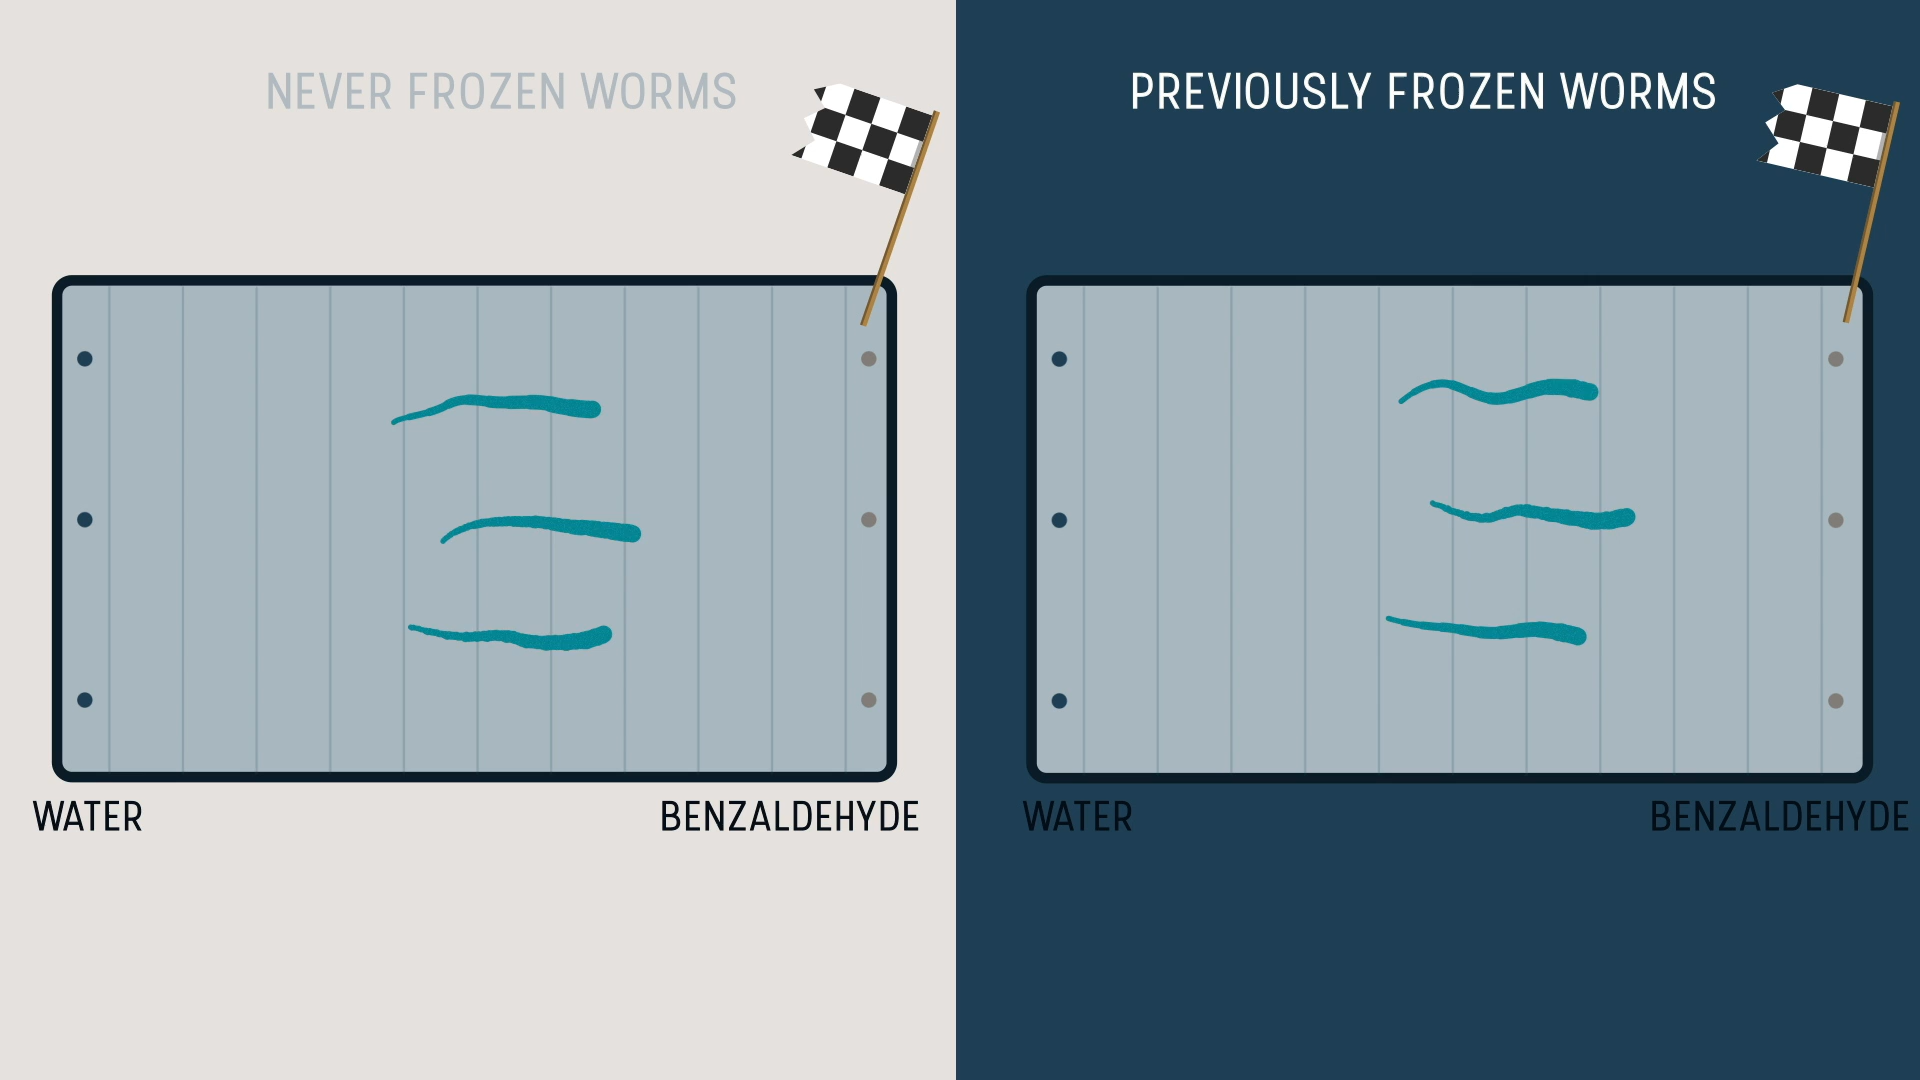 NEVER FROZEN WORMS
PREVIOUSLY FROZEN WORMS
WATER
BENZALDEHYDE
WATER
BENZALDEHYDE